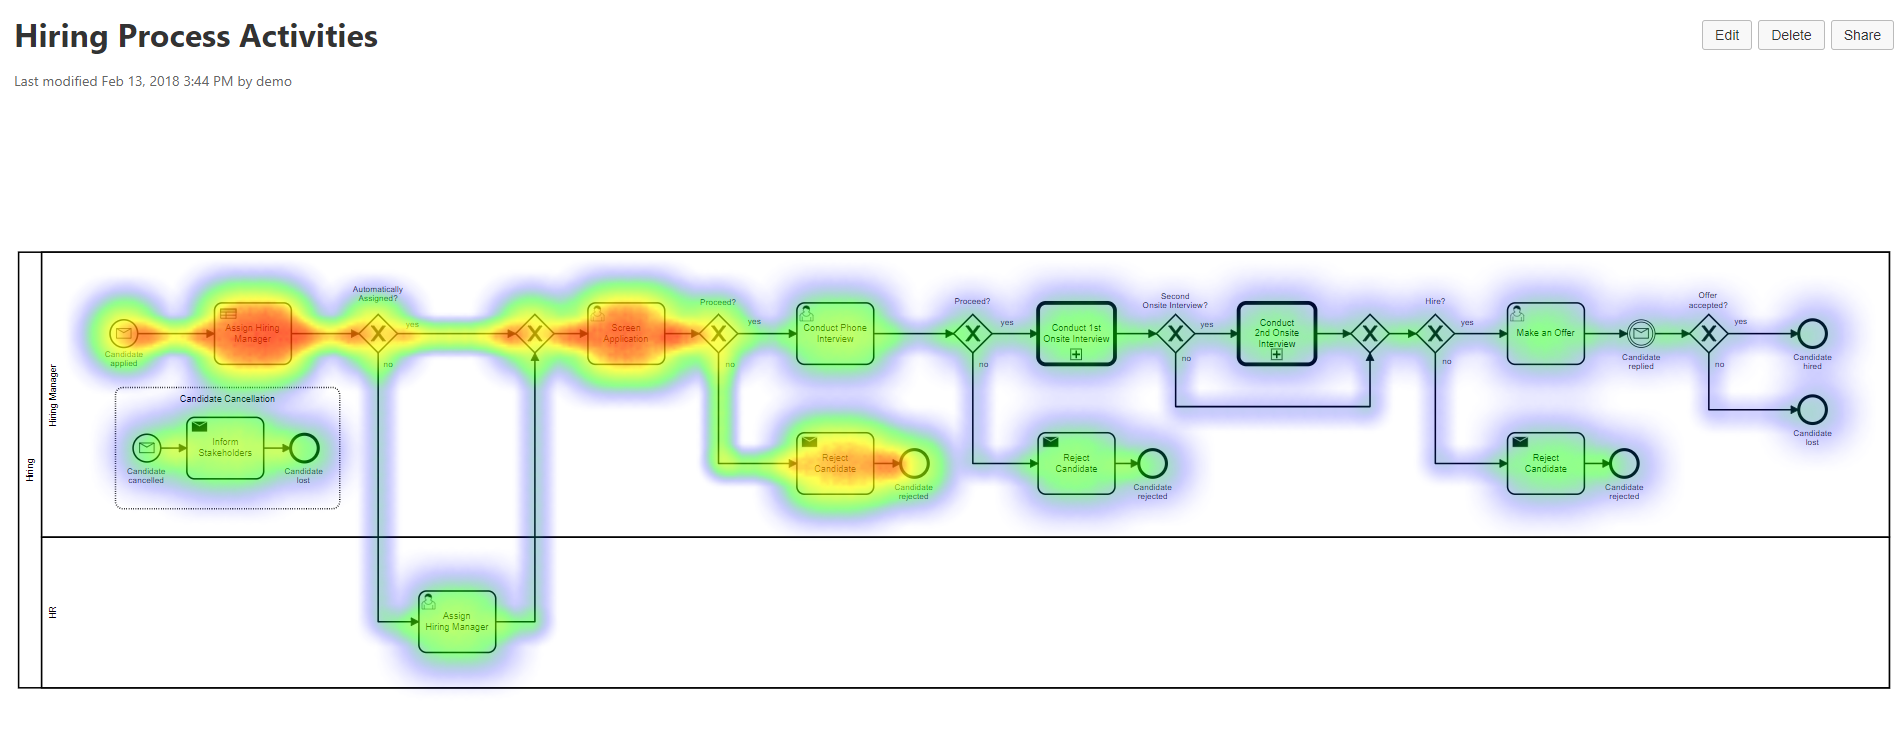 Hiring Process Activities
Edit
Delete
Share
Last modified Feb 13, 2018 3:44 PM by demo
Hiring
Hiring Manager
HR
Candidate
applied
Assign Hiring
Manager
Automatically
Assigned?
yes
no
Screen
Application
Proceed?
yes
no
Conduct Phone
Interview
Proceed?
yes
no
Conduct 1st
Onsite Interview
Second
Onsite Interview?
yes
no
Conduct
2nd Onsite
Interview
Hire?
yes
no
Make an Offer
Candidate
replied
Offer
accepted?
yes
no
Candidate
hired
Candidate
lost
Candidate Cancellation
Candidate
cancelled
Inform
Stakeholders
Candidate
lost
Reject
Candidate
Candidate
rejected
Reject
Candidate
Candidate
rejected
Reject
Candidate
Candidate
rejected
Assign
Hiring Manager